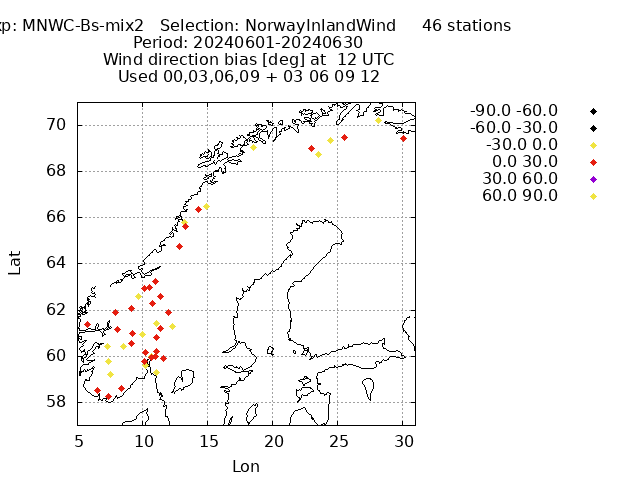 xp: MNWC-Bs-mix2 Selection: NorwayInlandWind 46 stations
Period: 20240601-20240630
Wind direction bias [deg] at 12 UTC
Used 00,03,06,09 + 03 06 09 12
-90.0 -60.0
-60.0 -30.0
-30.0 0.0
0.0 30.0
30.0 60.0
60.0 90.0
70
68
66
64
62
60
58
Lat
5 10 15 20 25 30
Lon